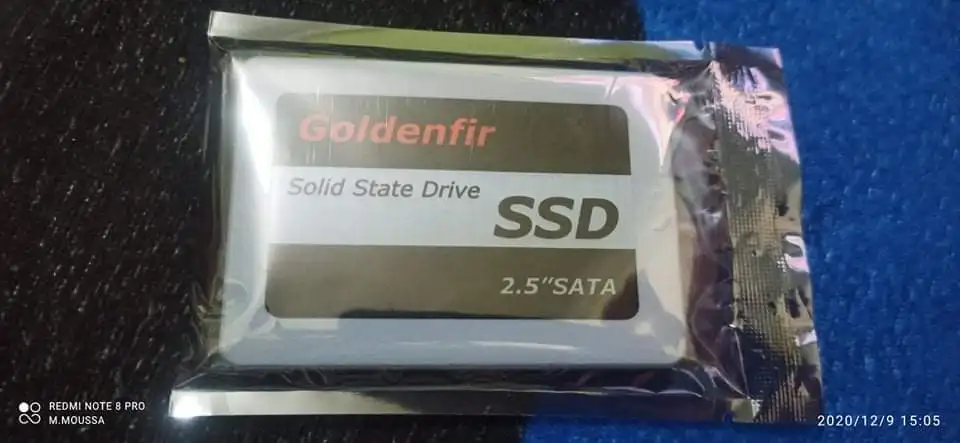 Goldenfir
Solid State Drive
SSD
2.5"SATA
REDMI NOTE 8 PRO
M.MOUSSA
2020/12/9 15:05